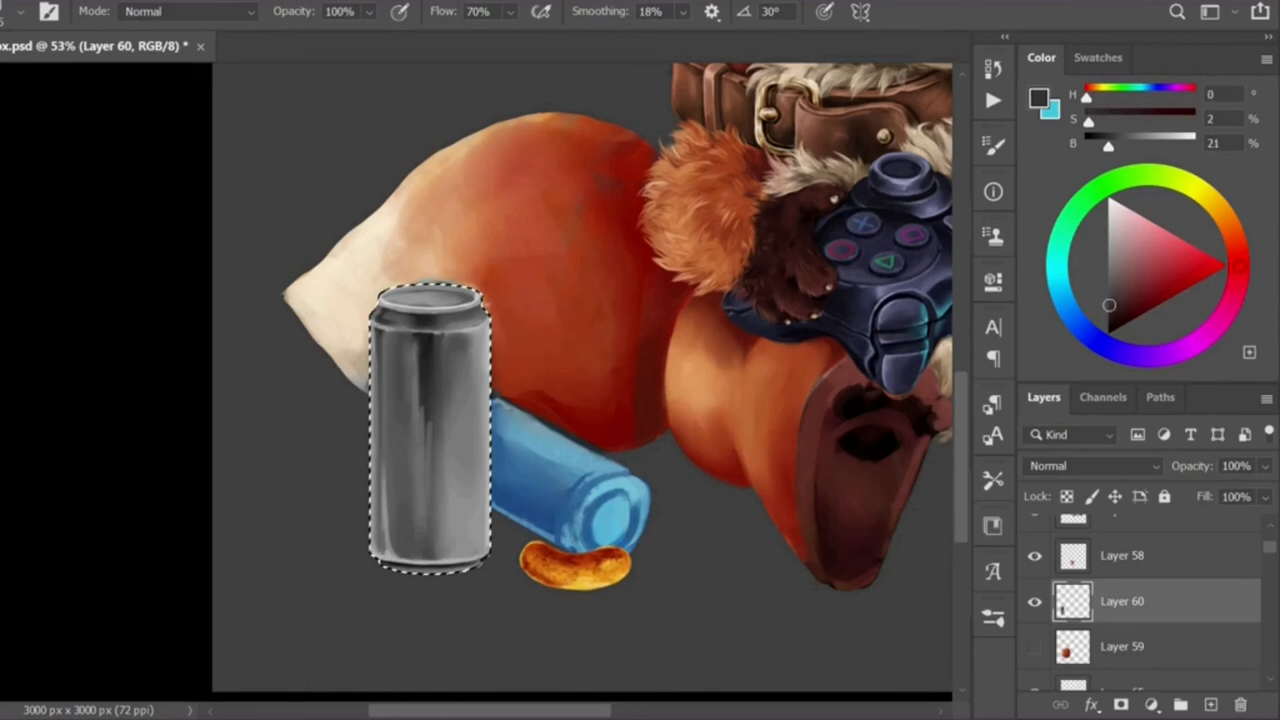 Mode: Normal Opacity: 100% Flow: 70% Smoothing: 18% 30°
ox.psd @ 53% (Layer 60, RGB/8) * ×
Color Swatches
H 0 °
S 2 %
B 21 %
Layers Channels Paths
Kind
Normal Opacity: 100%
Lock: Fill: 100%
Layer 58
Layer 60
Layer 59
3000 px x 3000 px (72 ppi)